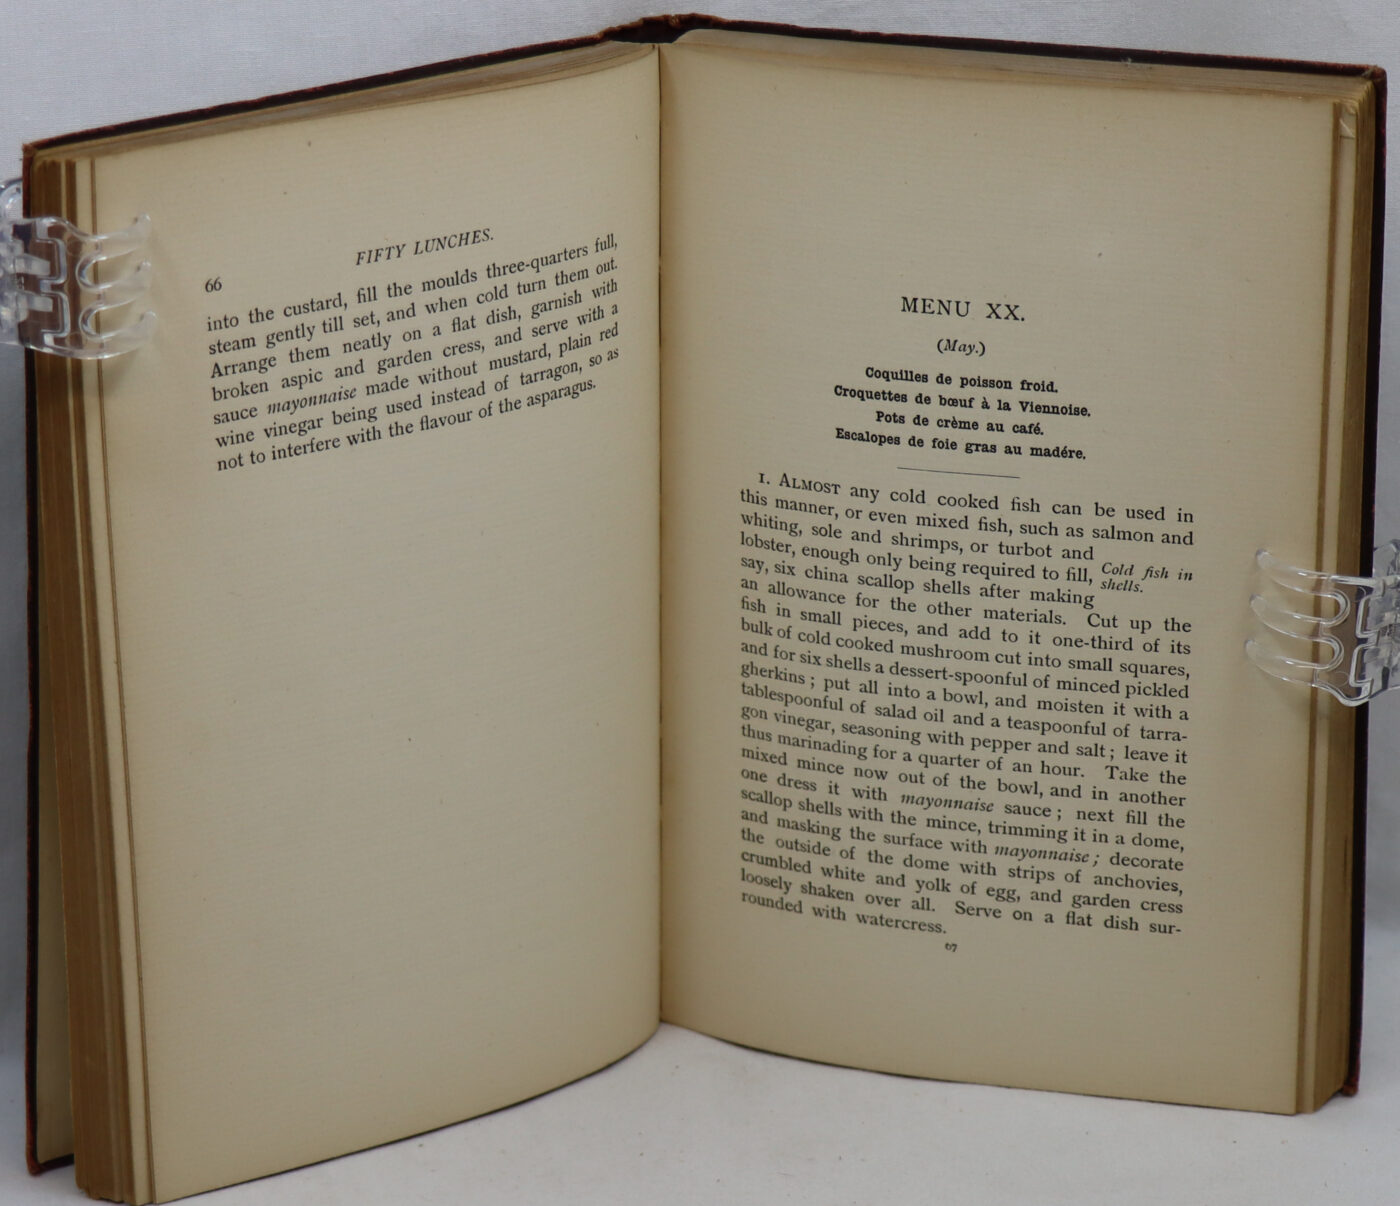 66
FIFTY LUNCHES.
into the custard, fill the moulds three-quarters full,
steam gently till set, and when cold turn them out.
Arrange them neatly on a flat dish, garnish with
broken aspic and garden cress, and serve with a
sauce mayonnaise made without mustard, plain red
wine vinegar being used instead of tarragon, so as
not to interfere with the flavour of the asparagus.
MENU XX.
(May.)
Coquilles de poisson froid.
Croquettes de bœuf à la Viennoise.
Pots de crème au café.
Escalopes de foie gras au madére.
1. ALMOST any cold cooked fish can be used in
this manner, or even mixed fish, such as salmon and
whiting, sole and shrimps, or turbot and
lobster, enough only being required to fill,
say, six china scallop shells after making
Cold fish in
shells.
an allowance for the other materials. Cut up the
fish in small pieces, and add to it one-third of its
bulk of cold cooked mushroom cut into small squares,
and for six shells a dessert-spoonful of minced pickled
gherkins ; put all into a bowl, and moisten it with a
tablespoonful of salad oil and a teaspoonful of tarra-
gon vinegar, seasoning with pepper and salt ; leave it
thus marinading for a quarter of an hour. Take the
mixed mince now out of the bowl, and in another
one dress it with mayonnaise sauce ; next fill the
scallop shells with the mince, trimming it in a dome,
and masking the surface with mayonnaise ; decorate
the outside of the dome with strips of anchovies,
crumbled white and yolk of egg, and garden cress
loosely shaken over all. Serve on a flat dish sur-
rounded with watercress.
67